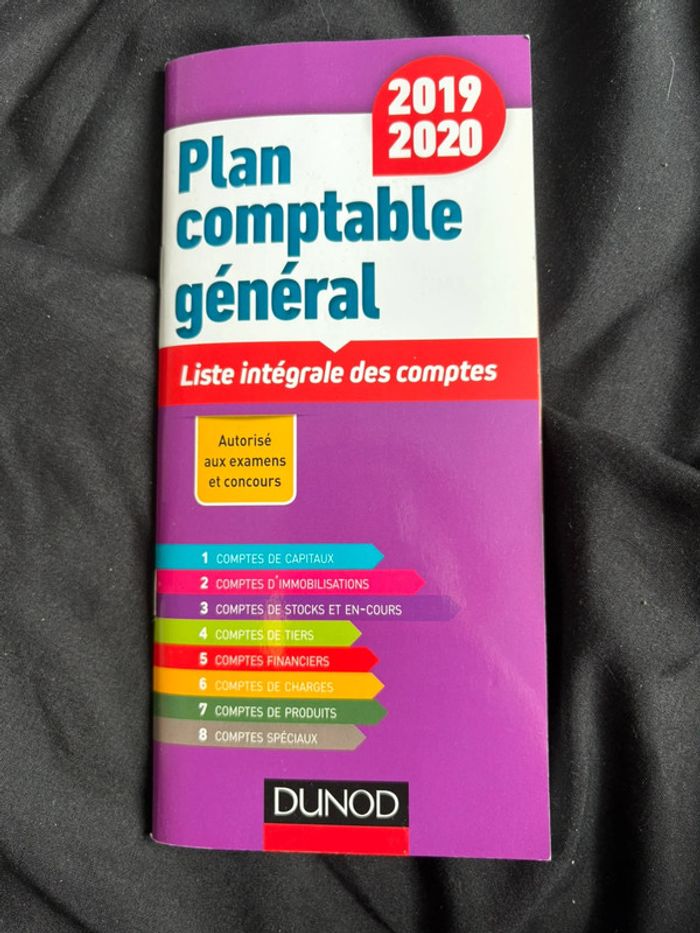 2019
2020
Plan
comptable
général
Liste intégrale des comptes
Autorisé
aux examens
et concours
1 COMPTES DE CAPITAUX
2 COMPTES D'IMMOBILISATIONS
3 COMPTES DE STOCKS ET EN-COURS
4 COMPTES DE TIERS
5 COMPTES FINANCIERS
6 COMPTES DE CHARGES
7 COMPTES DE PRODUITS
8 COMPTES SPÉCIAUX
DUNOD